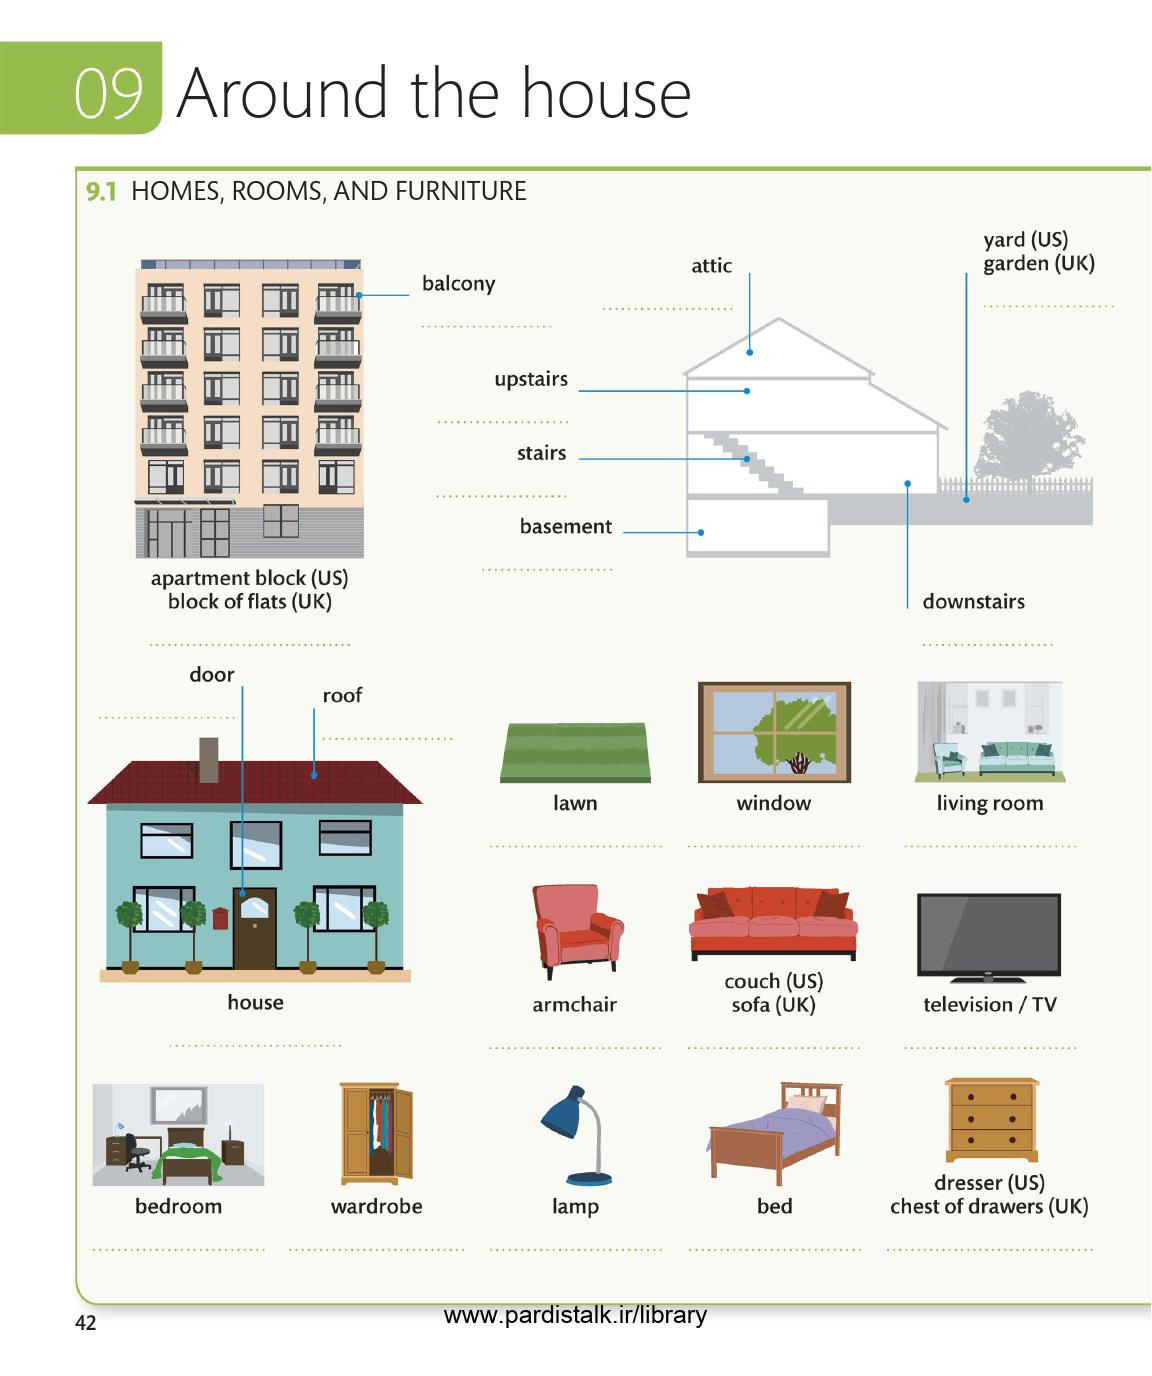 09 Around the house
9.1 HOMES, ROOMS, AND FURNITURE
balcony
attic
yard (US)
garden (UK)
upstairs
stairs
basement
downstairs
apartment block (US)
block of flats (UK)
door
roof
house
lawn
window
living room
armchair
couch (US)
sofa (UK)
television / TV
bedroom
wardrobe
lamp
bed
dresser (US)
chest of drawers (UK)
42
www.pardistalk.ir/library